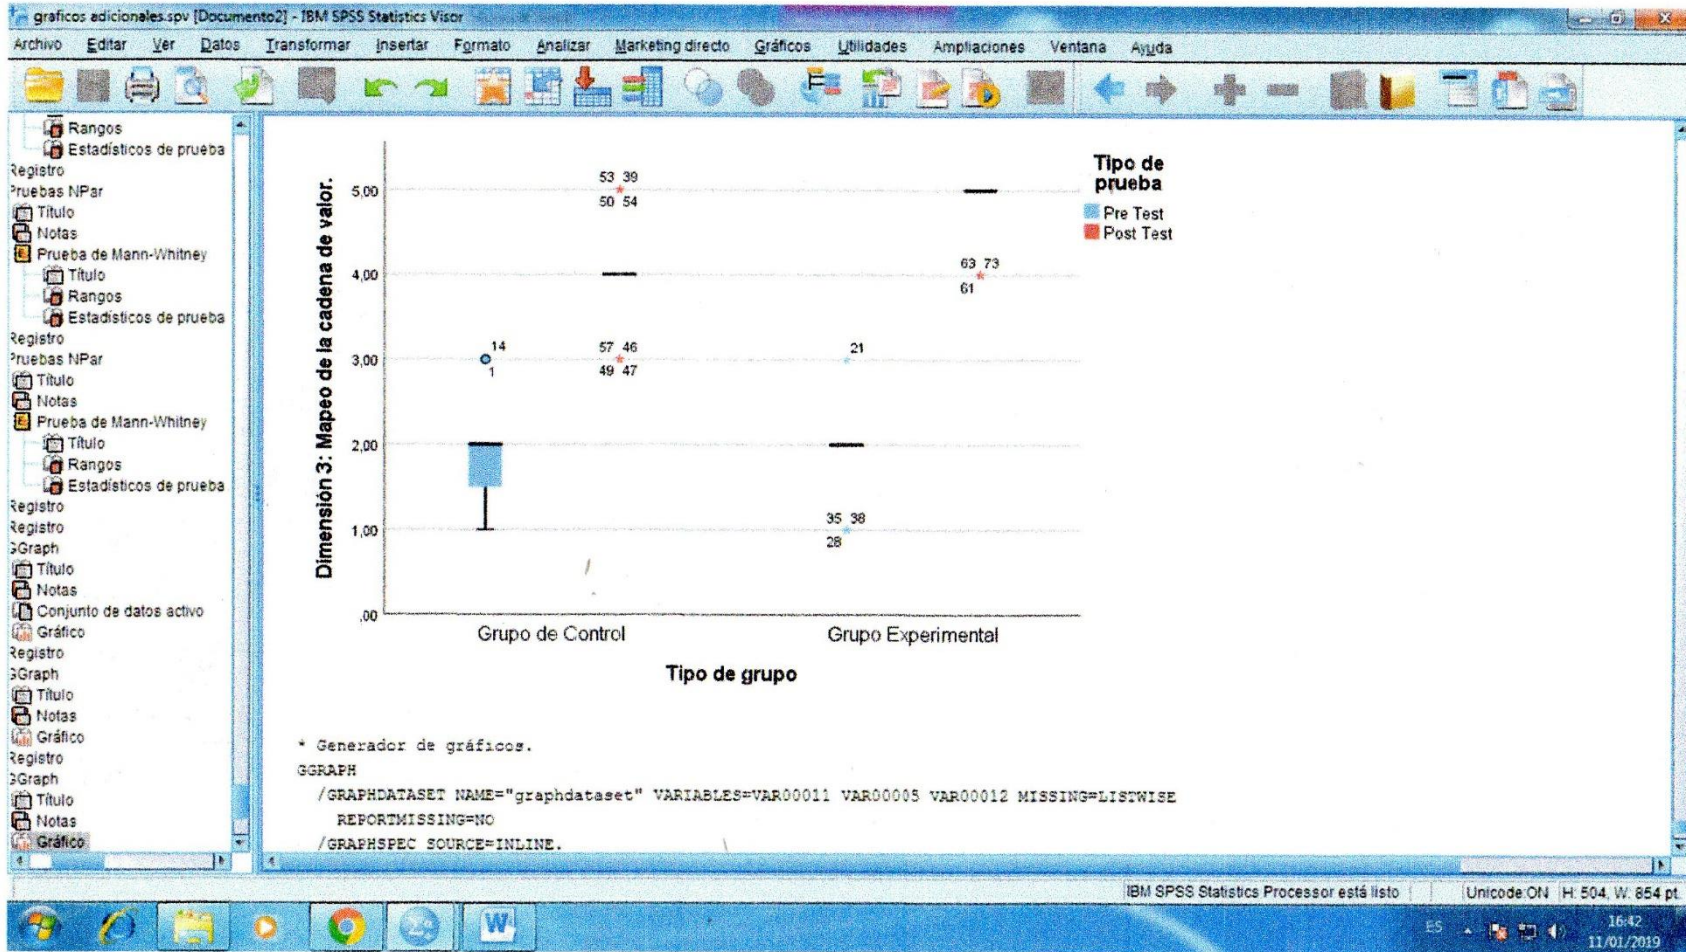 graficos adicionales.spv [Documento2] - IBM SPSS Statistics Visor
Archivo Editar Ver Datos Transformar Insertar Formato Analizar Marketing directo Gráficos Utilidades Ampliaciones Ventana Ayuda
Rangos
Estadísticos de prueba
Registro
Pruebas NPar
Título
Notas
Prueba de Mann-Whitney
Título
Rangos
Estadísticos de prueba
Registro
Pruebas NPar
Título
Notas
Prueba de Mann-Whitney
Título
Rangos
Estadísticos de prueba
Registro
Registro
GGraph
Título
Notas
Conjunto de datos activo
Gráfico
Registro
GGraph
Título
Notas
Gráfico
Registro
GGraph
Título
Notas
Gráfico
Dimensión 3: Mapeo de la cadena de valor.
5,00
4,00
3,00
2,00
1,00
,00
53 39
50 54
63 73
61
14
1
57 46
49 47
21
35 38
28
Grupo de Control
Grupo Experimental
Tipo de grupo
Tipo de
prueba
Pre Test
Post Test
* Generador de gráficos.
GGRAPH
/GRAPHDATASET NAME="graphdataset" VARIABLES=VAR00011 VAR00005 VAR00012 MISSING=LISTWISE
REPORTMISSING=NO
/GRAPHSPEC SOURCE=INLINE.
IBM SPSS Statistics Processor está listo
Unicode:ON
H: 504, W: 854 pt.
ES
16:42
11/01/2019